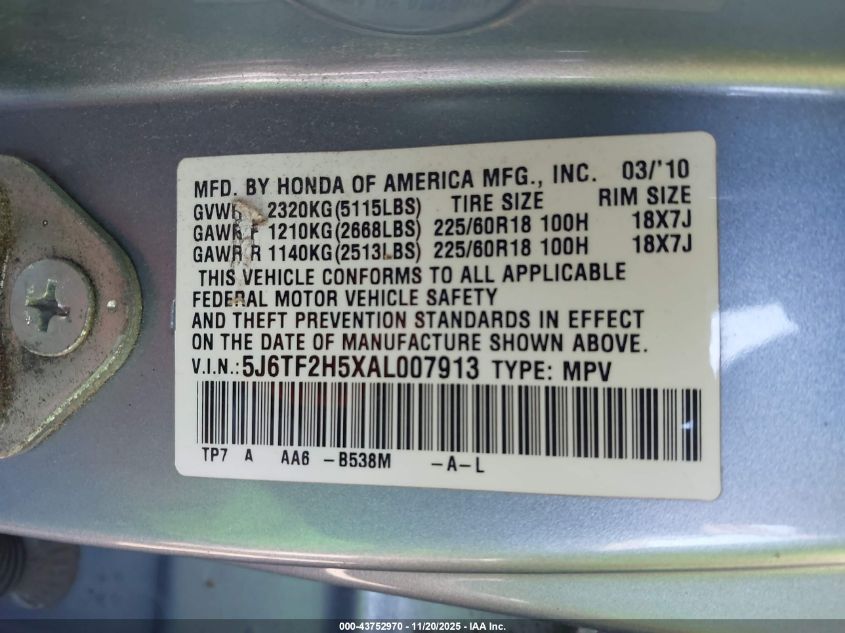 MFD. BY HONDA OF AMERICA MFG., INC. 03/'10
GVWR 2320KG(5115LBS) TIRE SIZE RIM SIZE
GAWR F 1210KG(2668LBS) 225/60R18 100H 18X7J
GAWR R 1140KG(2513LBS) 225/60R18 100H 18X7J
THIS VEHICLE CONFORMS TO ALL APPLICABLE
FEDERAL MOTOR VEHICLE SAFETY
AND THEFT PREVENTION STANDARDS IN EFFECT
ON THE DATE OF MANUFACTURE SHOWN ABOVE.
V.I.N.: 5J6TF2H5XAL007913 TYPE: MPV
TP7 A AA6 -B538M -A-L
000-43752970 - 11/20/2025 - IAA Inc.